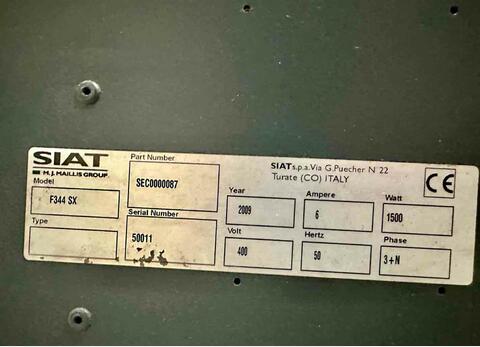 SIAT
M.J. MAILLIS GROUP
Model
F344 SX
Type
Part Number
SEC0000087
Serial Number
50011
SIAT s.p.a. Via G.Puecher N 22
Turate (CO) ITALY
CE
Year
2009
Ampere
6
Watt
1500
Volt
400
Hertz
50
Phase
3+N